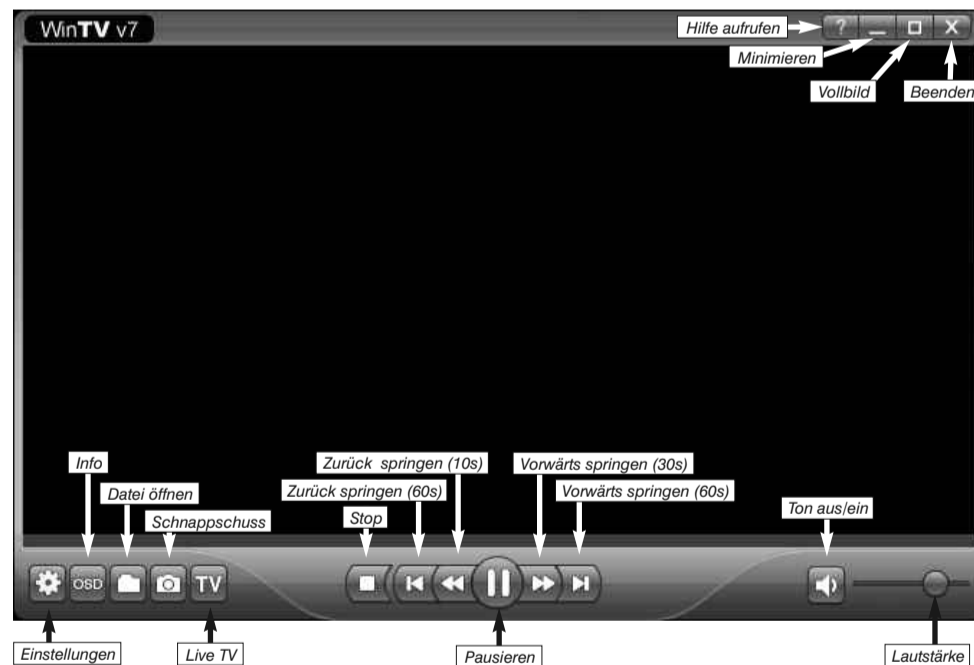 WinTV v7
Hilfe aufrufen
?
X
Minimieren
Vollbild
Beenden
Info
Zurück springen (10s)
Vorwärts springen (30s)
Datei öffnen
Zurück springen (60s)
Vorwärts springen (60s)
Schnappschuss
Stop
Ton aus/ein
OSD
TV
Einstellungen
Live TV
Pausieren
Lautstärke